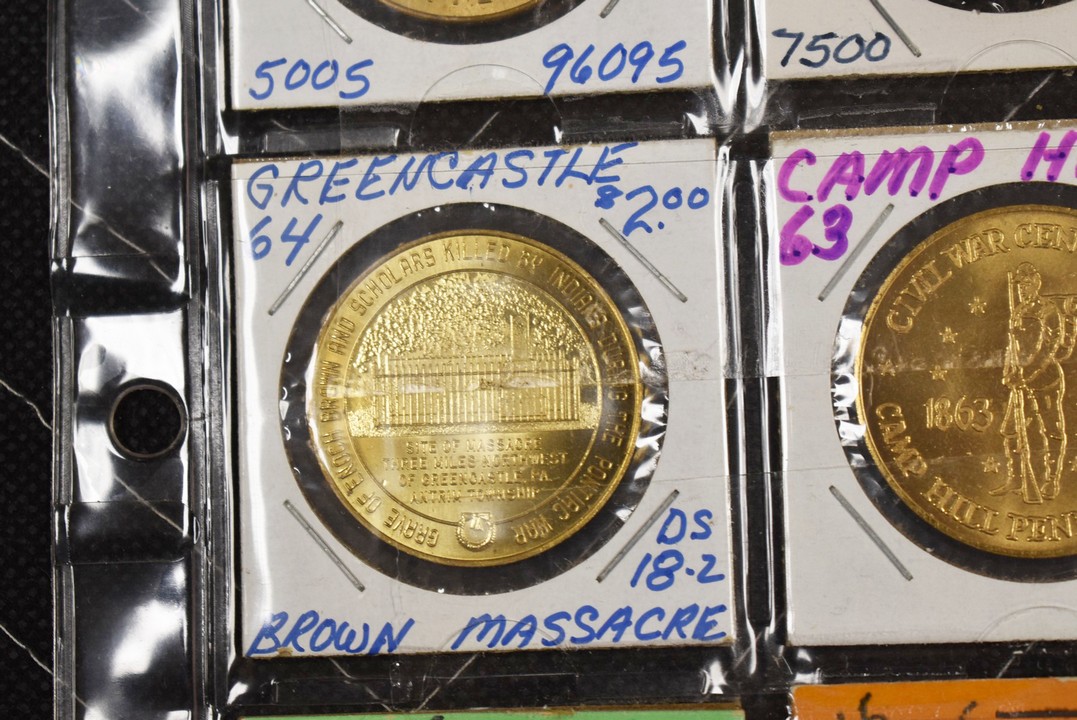 5005 96095
7500
GREENCASTLE
64 $2.00
GRAVE OF ENOCH BROWN AND SCHOLARS KILLED BY INDIANS DURING THE PONTIAC WAR
SITE OF MASSACRE
THREE MILES NORTHWEST
OF GREENCASTLE, PA.
ANTRIM TOWNSHIP
DS
18-2
BROWN MASSACRE
CAMP H
63
CIVIL WAR CEN
1863
CAMP HILL PEN